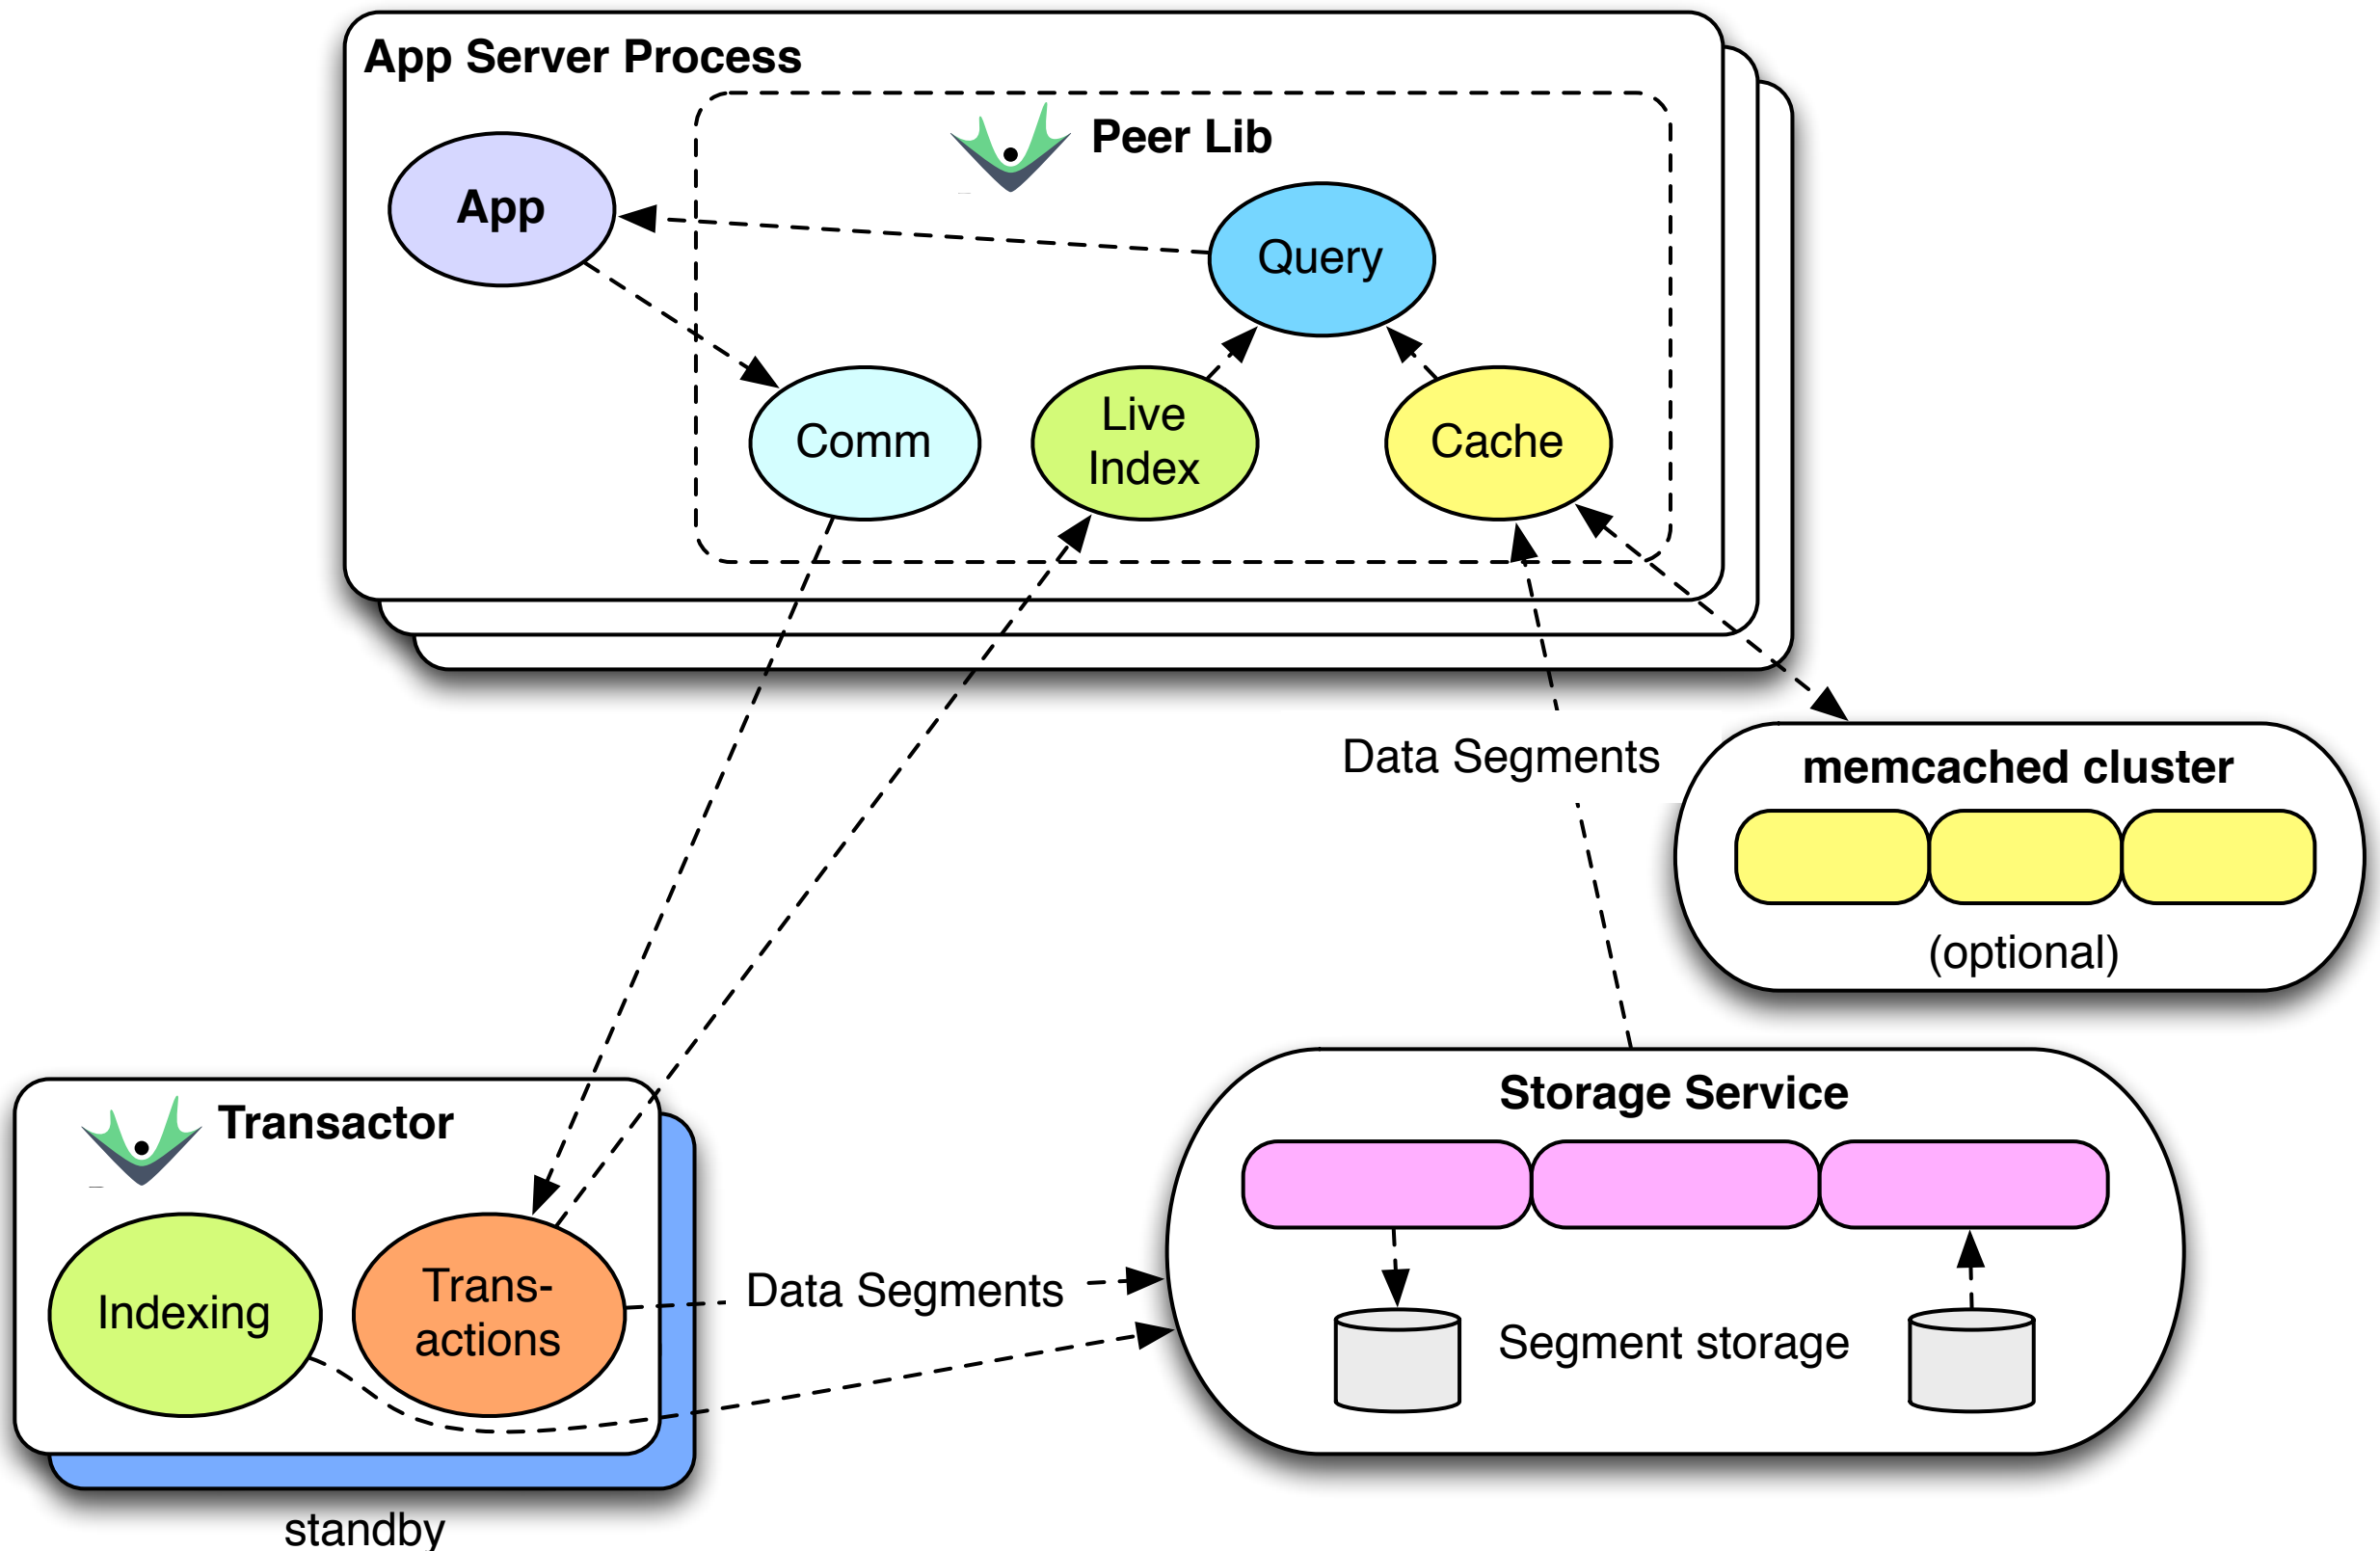 App Server Process
Peer Lib
App
Query
Comm
Live
Index
Cache
Data Segments
memcached cluster
(optional)
Transactor
Indexing
Trans-
actions
Data Segments
Storage Service
Segment storage
standby